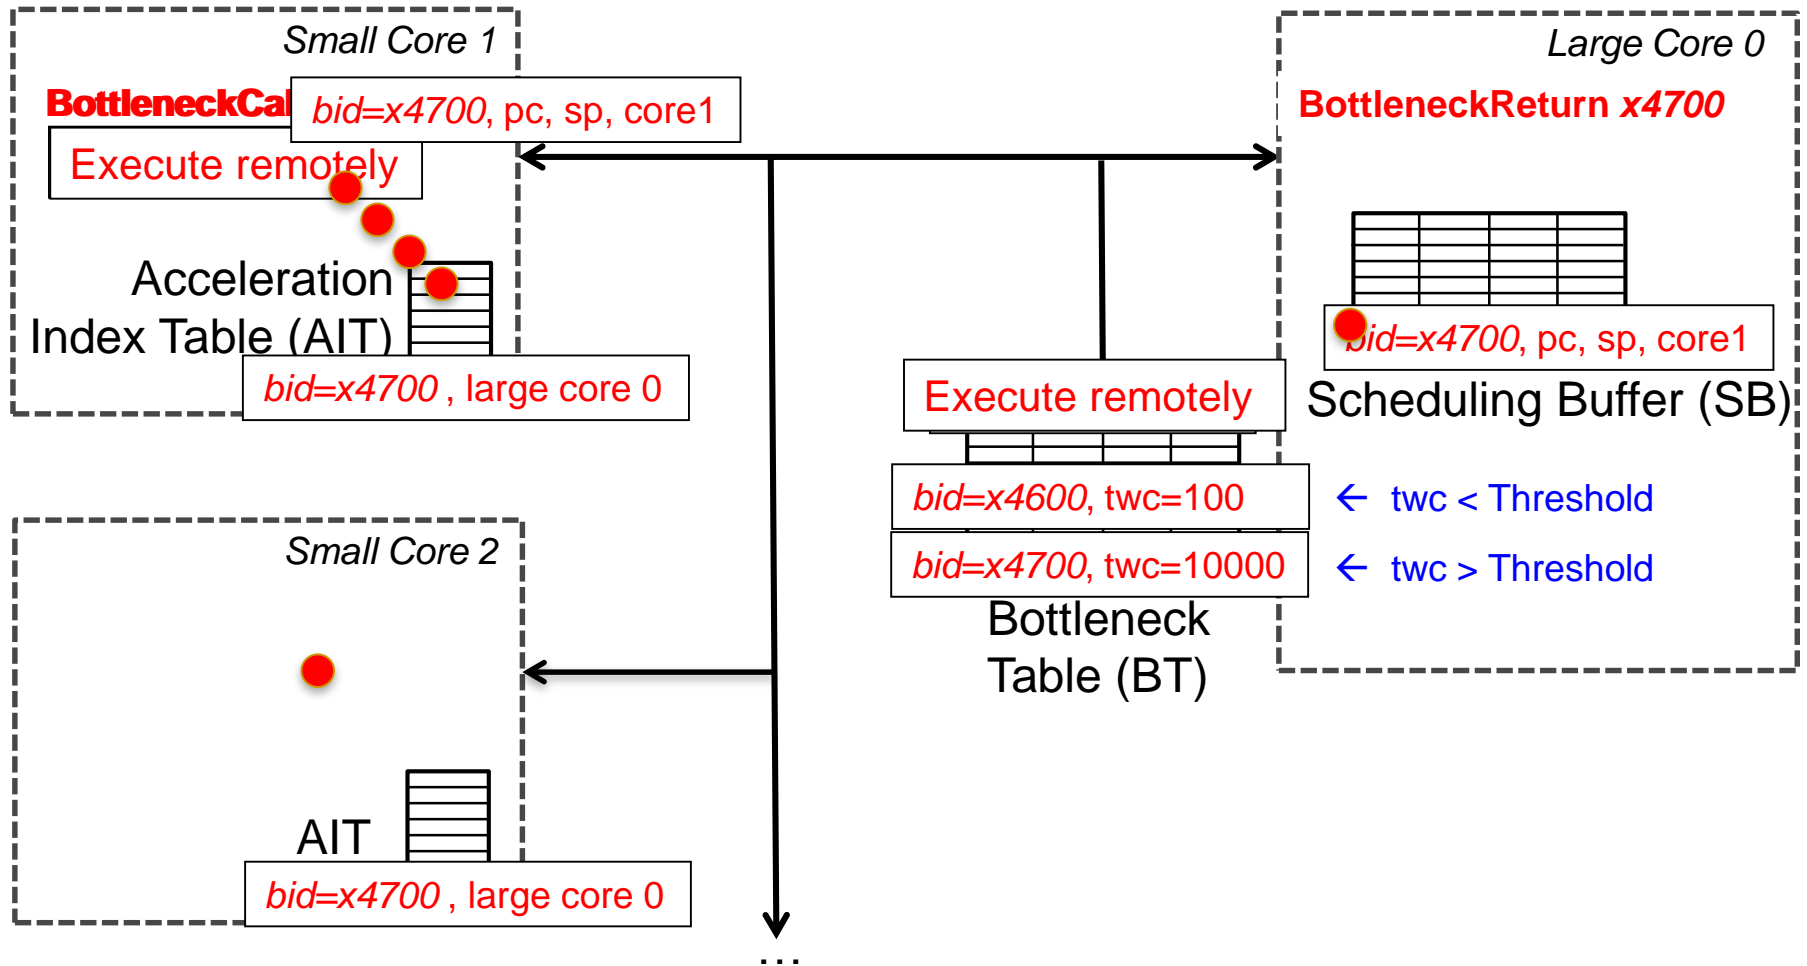 Small Core 1
bid=x4700, pc, sp, core1
Execute remotely
Acceleration
Index Table (AIT)
bid=x4700 , large core 0
Large Core 0
BottleneckReturn x4700
bid=x4700, pc, sp, core1
Scheduling Buffer (SB)
Execute remotely
bid=x4600, twc=100
← twc < Threshold
bid=x4700, twc=10000
← twc > Threshold
Bottleneck
Table (BT)
Small Core 2
AIT
bid=x4700 , large core 0
...